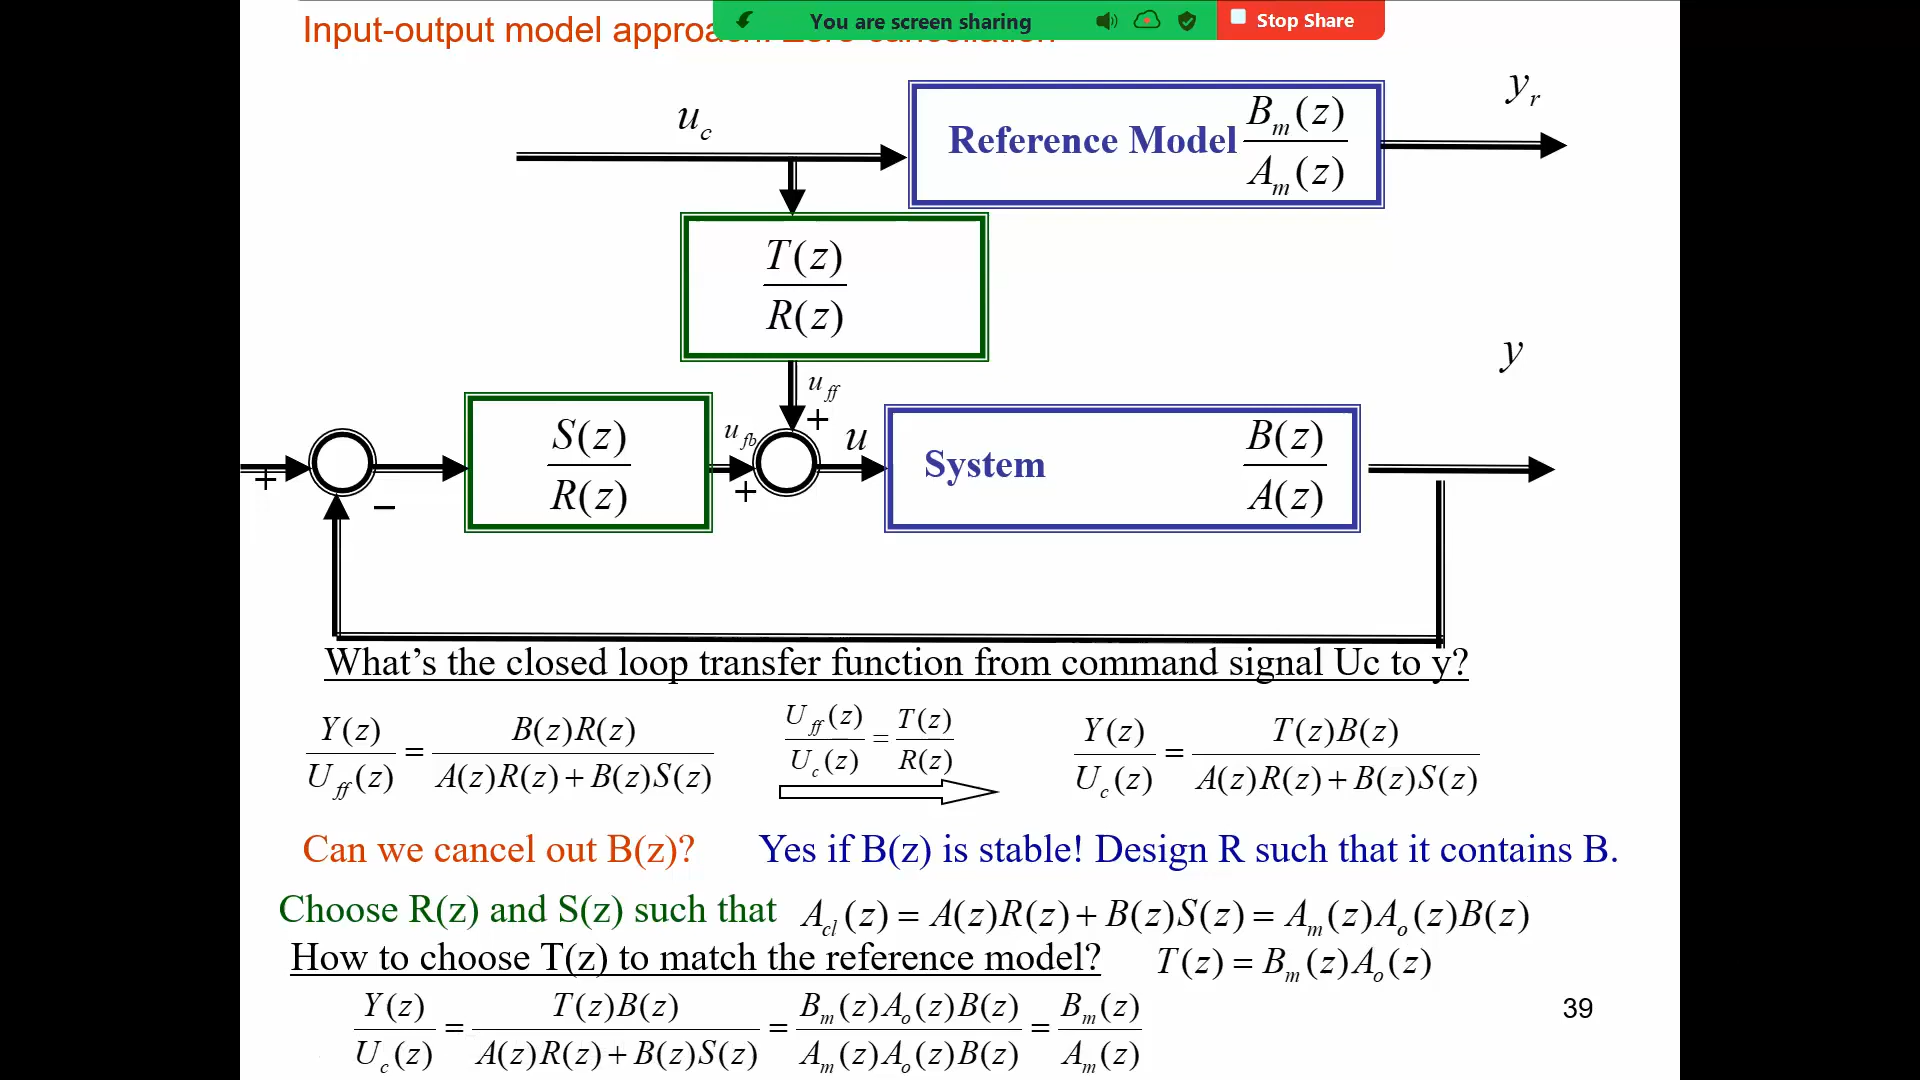 You are screen sharing
Stop Share
Input-output model approach: Zero cancellation
u_c
Reference Model B_m(z) / A_m(z)
y_r
T(z) / R(z)
u_ff
+
y
+
−
S(z) / R(z)
u_fb
+
u
System B(z) / A(z)
What's the closed loop transfer function from command signal Uc to y?
Y(z) / U_ff(z) = B(z)R(z) / A(z)R(z) + B(z)S(z)
U_ff(z) / U_c(z) = T(z) / R(z)
Y(z) / U_c(z) = T(z)B(z) / A(z)R(z) + B(z)S(z)
Can we cancel out B(z)? Yes if B(z) is stable! Design R such that it contains B.
Choose R(z) and S(z) such that A_cl(z) = A(z)R(z) + B(z)S(z) = A_m(z)A_o(z)B(z)
How to choose T(z) to match the reference model? T(z) = B_m(z)A_o(z)
Y(z) / U_c(z) = T(z)B(z) / A(z)R(z) + B(z)S(z) = B_m(z)A_o(z)B(z) / A_m(z)A_o(z)B(z) = B_m(z) / A_m(z)
39